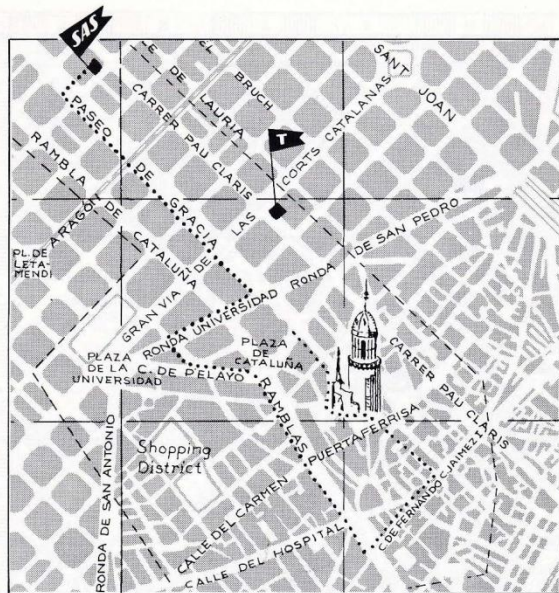 SAS
PASEO DE GRACIA
RAMBLA DE CATALUÑA
ARAGON
CARRER PAU CLARIS
DE LAURIA
BRUCH
SANT JOAN
T
GRAN VIA DE LAS CORTS CATALANAS
PL. DE
LETA-
MENDI
RONDA UNIVERSIDAD
RONDA DE SAN PEDRO
PLAZA
DE LA
UNIVERSIDAD
C. DE PELAYO
PLAZA
DE
CATALUÑA
CARRER PAU CLARIS
RAMBLAS
PUERTAFERRISA
Shopping
District
RONDA DE SAN ANTONIO
CALLE DEL CARMEN
CALLE DEL HOSPITAL
C. DE FERNANDO
C. JAIME I